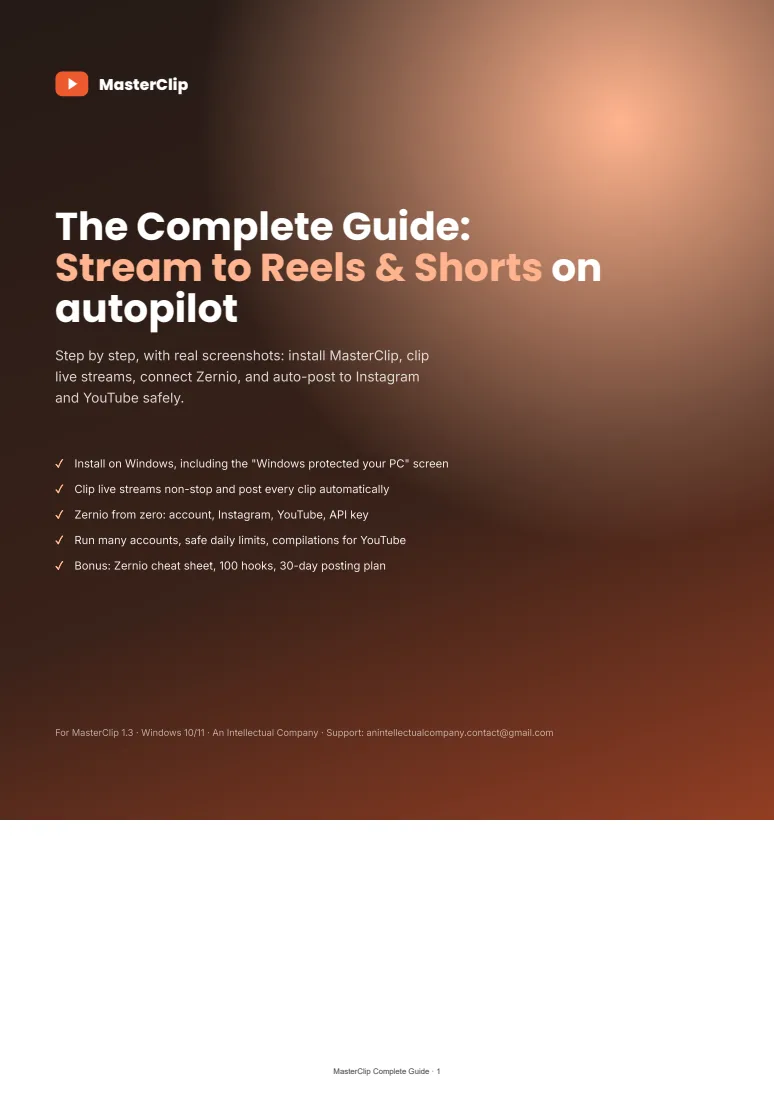 MasterClip
The Complete Guide:
Stream to Reels & Shorts on
autopilot
Step by step, with real screenshots: install MasterClip, clip
live streams, connect Zernio, and auto-post to Instagram
and YouTube safely.
✓ Install on Windows, including the "Windows protected your PC" screen
✓ Clip live streams non-stop and post every clip automatically
✓ Zernio from zero: account, Instagram, YouTube, API key
✓ Run many accounts, safe daily limits, compilations for YouTube
✓ Bonus: Zernio cheat sheet, 100 hooks, 30-day posting plan
For MasterClip 1.3 · Windows 10/11 · An Intellectual Company · Support: anintellectualcompany.contact@gmail.com
MasterClip Complete Guide · 1